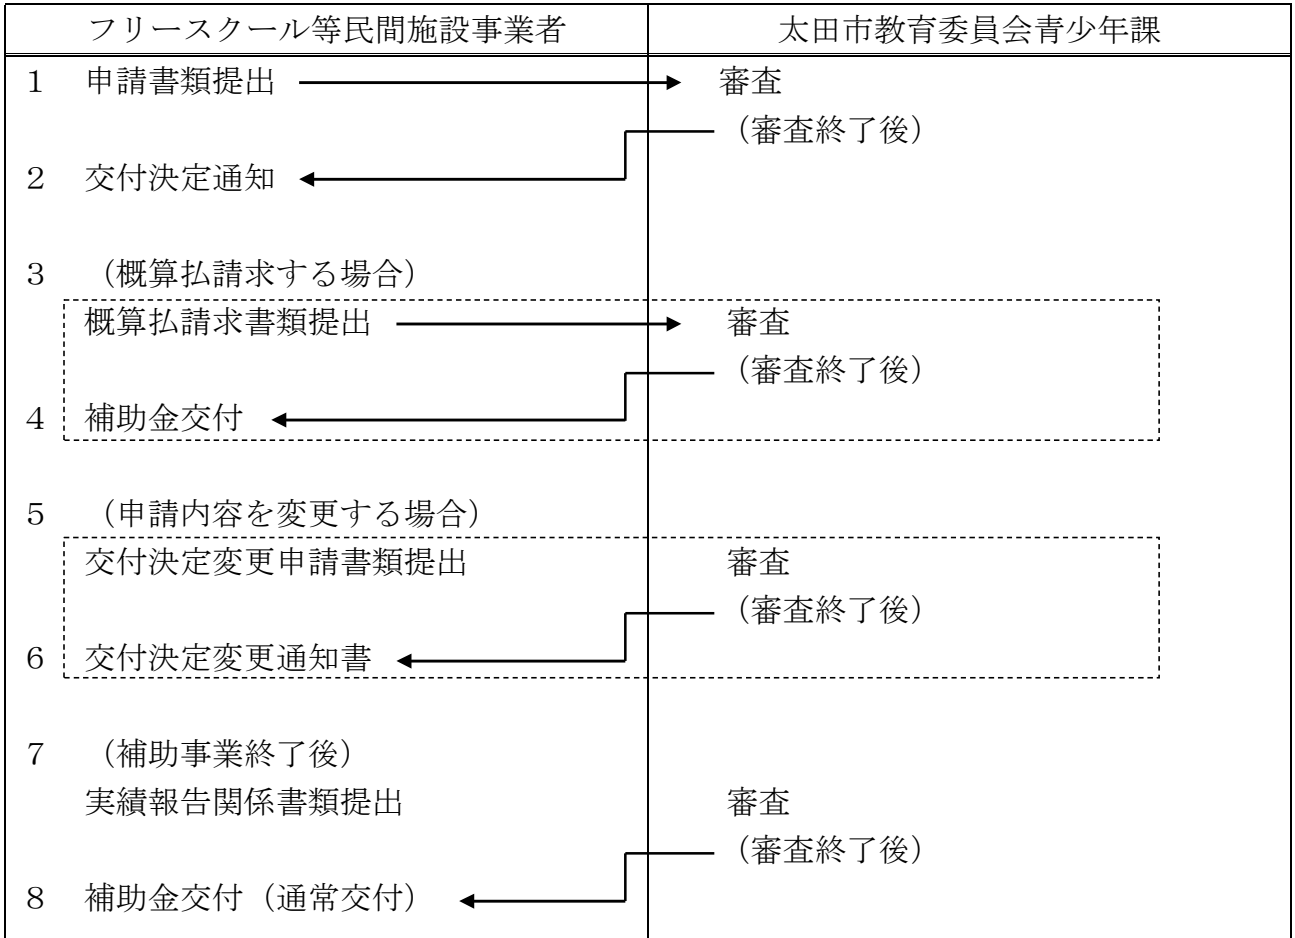 フリースクール等民間施設事業者 太田市教育委員会青少年課
１ 申請書類提出 審査
（審査終了後）
２ 交付決定通知
３ （概算払請求する場合）
概算払請求書類提出 審査
（審査終了後）
４ 補助金交付
５ （申請内容を変更する場合）
交付決定変更申請書類提出 審査
（審査終了後）
６ 交付決定変更通知書
７ （補助事業終了後）
実績報告関係書類提出 審査
（審査終了後）
８ 補助金交付（通常交付）